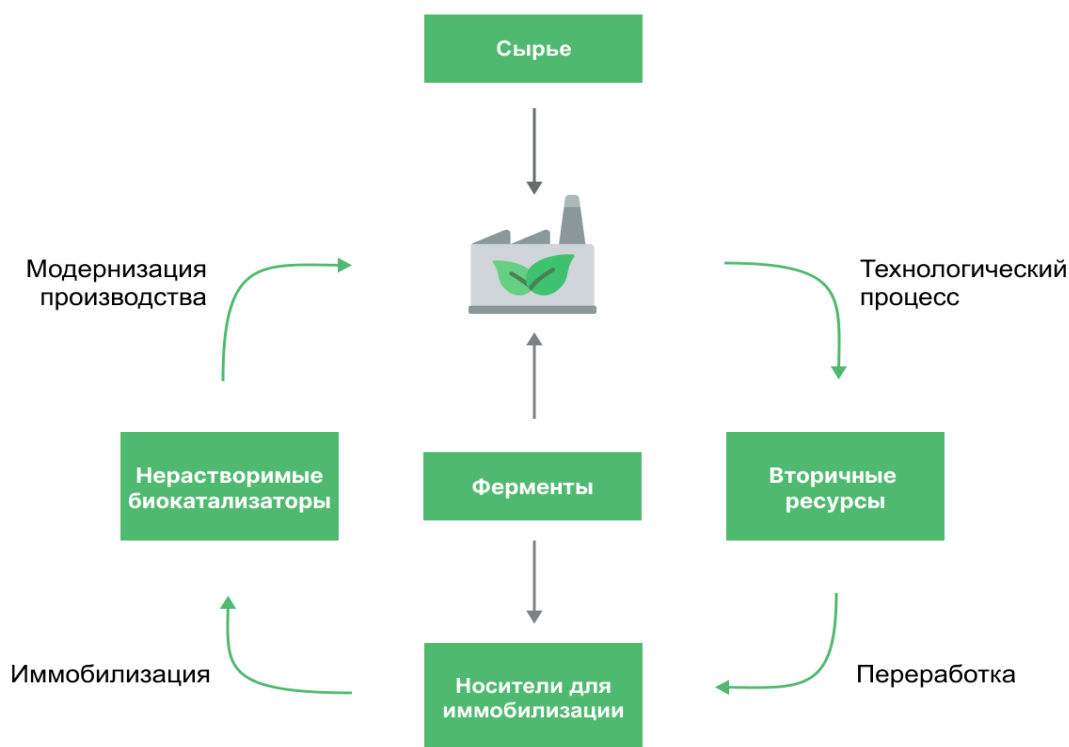 Сырье
Модернизация
производства
Технологический
процесс
Нерастворимые
биокатализаторы
Ферменты
Вторичные
ресурсы
Иммобилизация
Носители для
иммобилизации
Переработка